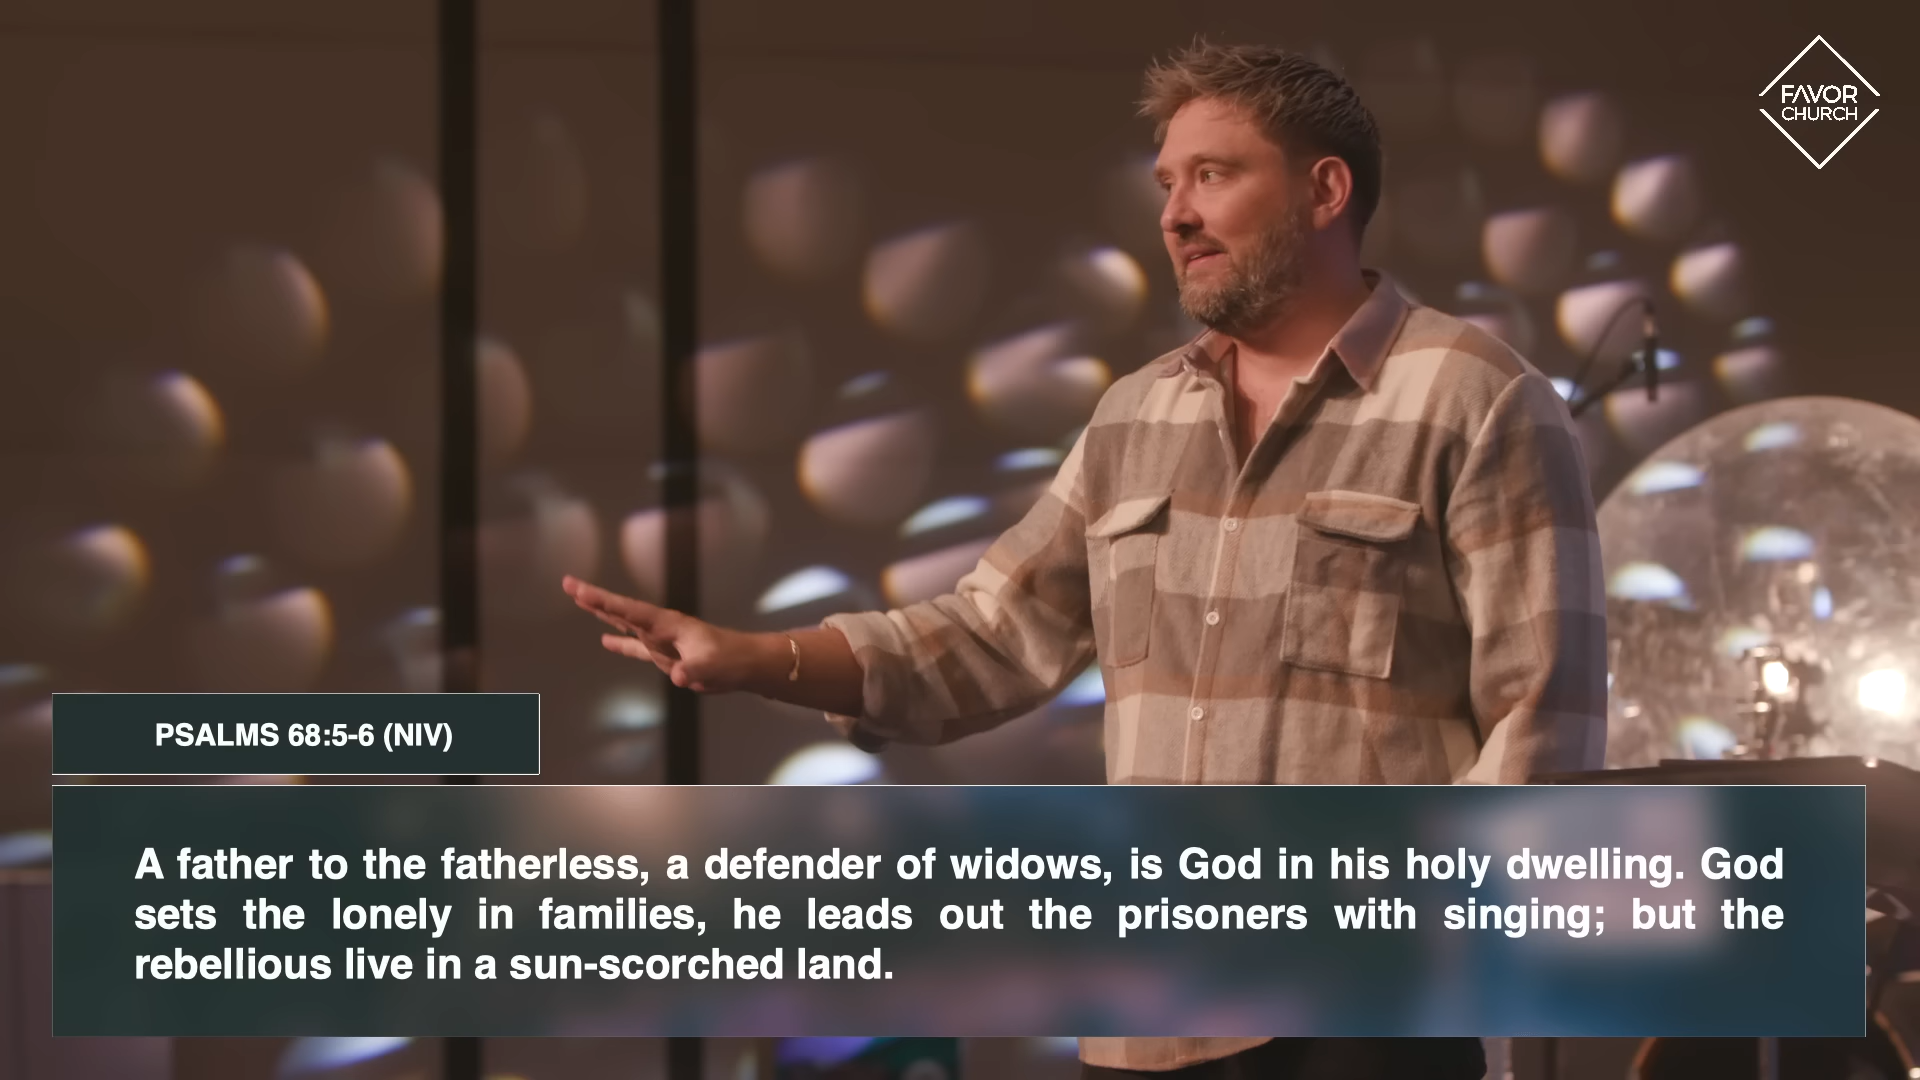 FAVOR
CHURCH
PSALMS 68:5-6 (NIV)
A father to the fatherless, a defender of widows, is God in his holy dwelling. God
sets the lonely in families, he leads out the prisoners with singing; but the
rebellious live in a sun-scorched land.